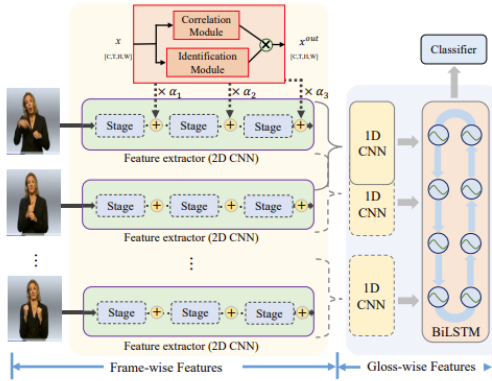 Correlation
Module
x
[C,T,H,W]
Identification
Module
x^out
[C,T,H,W]
Classifier
× α₁
× α₂
× α₃
Stage
Stage
Stage
Feature extractor (2D CNN)
Stage
Stage
Stage
Feature extractor (2D CNN)
⋮
⋮
Stage
Stage
Stage
Feature extractor (2D CNN)
1D
CNN
1D
CNN
1D
CNN
BiLSTM
Frame-wise Features
Gloss-wise Features